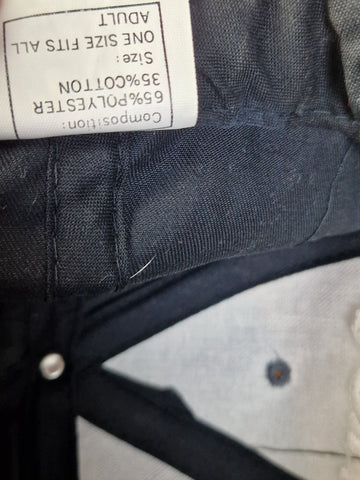 Composition:
65%POLYESTER
35%COTTON
Size:
ONE SIZE FITS ALL
ADULT